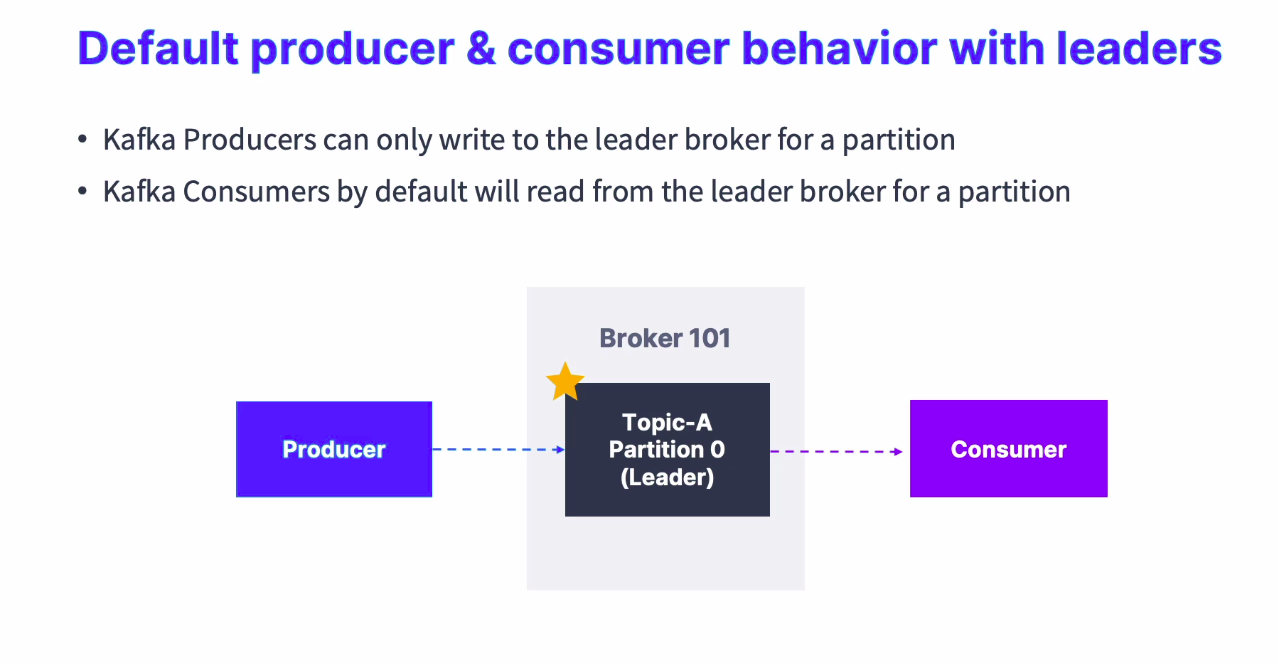 Default producer & consumer behavior with leaders
• Kafka Producers can only write to the leader broker for a partition
• Kafka Consumers by default will read from the leader broker for a partition
Broker 101
Producer
Topic-A
Partition 0
(Leader)
Consumer